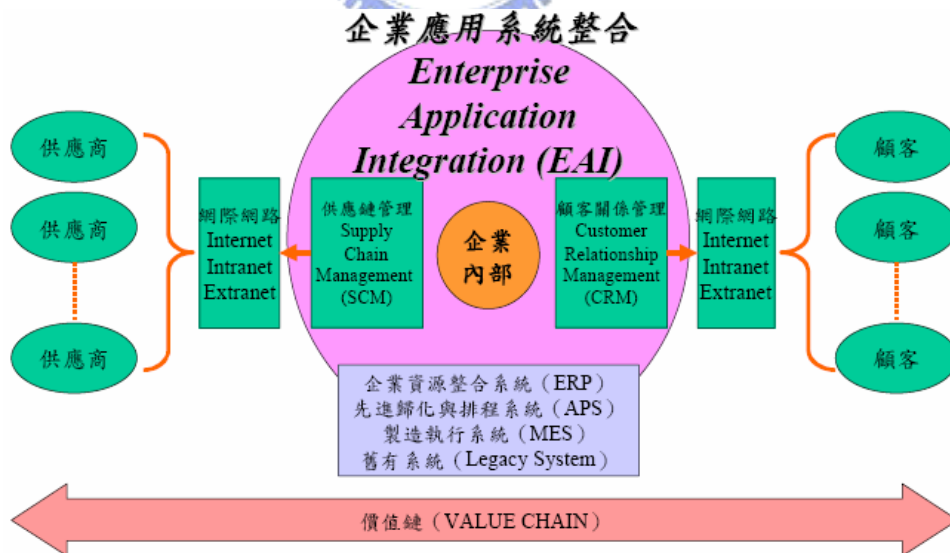 企業應用系統整合
Enterprise
Application
Integration (EAI)
供應商
供應商
供應商
網際網路
Internet
Intranet
Extranet
供應鏈管理
Supply
Chain
Management
(SCM)
企業
內部
顧客關係管理
Customer
Relationship
Management
(CRM)
網際網路
Internet
Intranet
Extranet
顧客
顧客
顧客
企業資源整合系統（ERP）
先進歸化與排程系統（APS）
製造執行系統（MES）
舊有系統（Legacy System）
價值鏈（VALUE CHAIN）